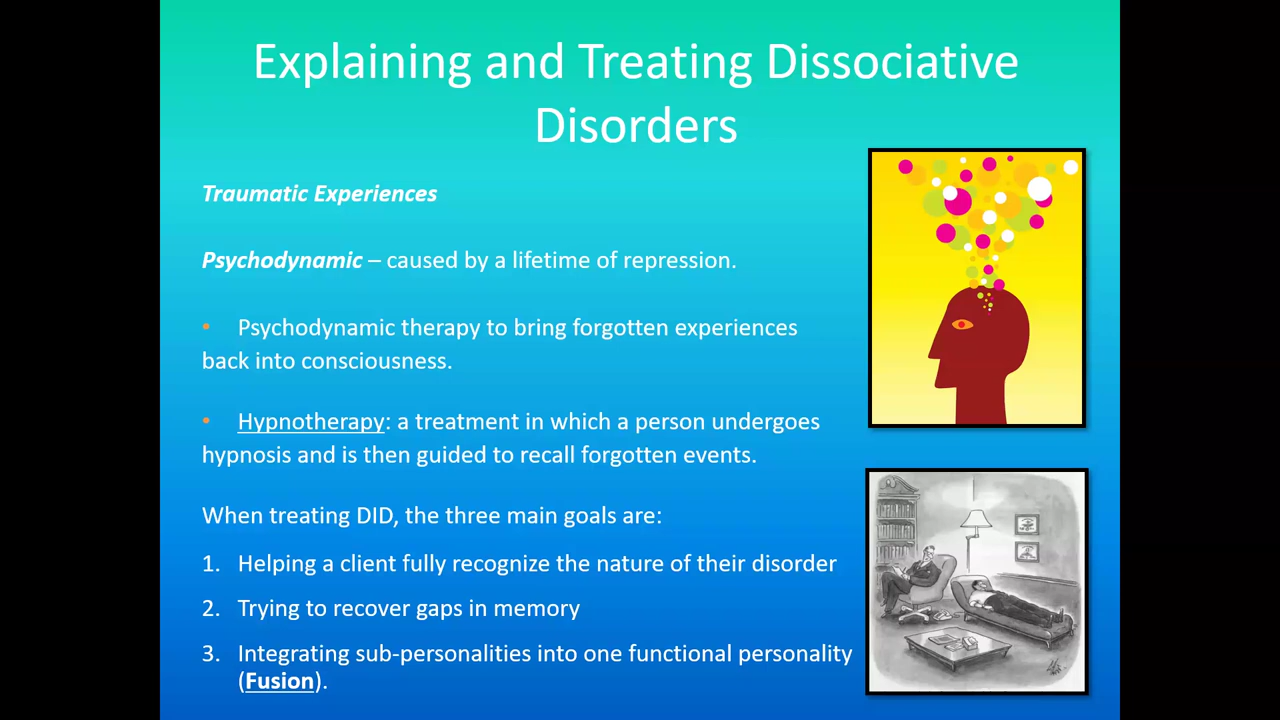 Explaining and Treating Dissociative
Disorders
Traumatic Experiences
Psychodynamic – caused by a lifetime of repression.
• Psychodynamic therapy to bring forgotten experiences
back into consciousness.
• Hypnotherapy: a treatment in which a person undergoes
hypnosis and is then guided to recall forgotten events.
When treating DID, the three main goals are:
1. Helping a client fully recognize the nature of their disorder
2. Trying to recover gaps in memory
3. Integrating sub-personalities into one functional personality
(Fusion).